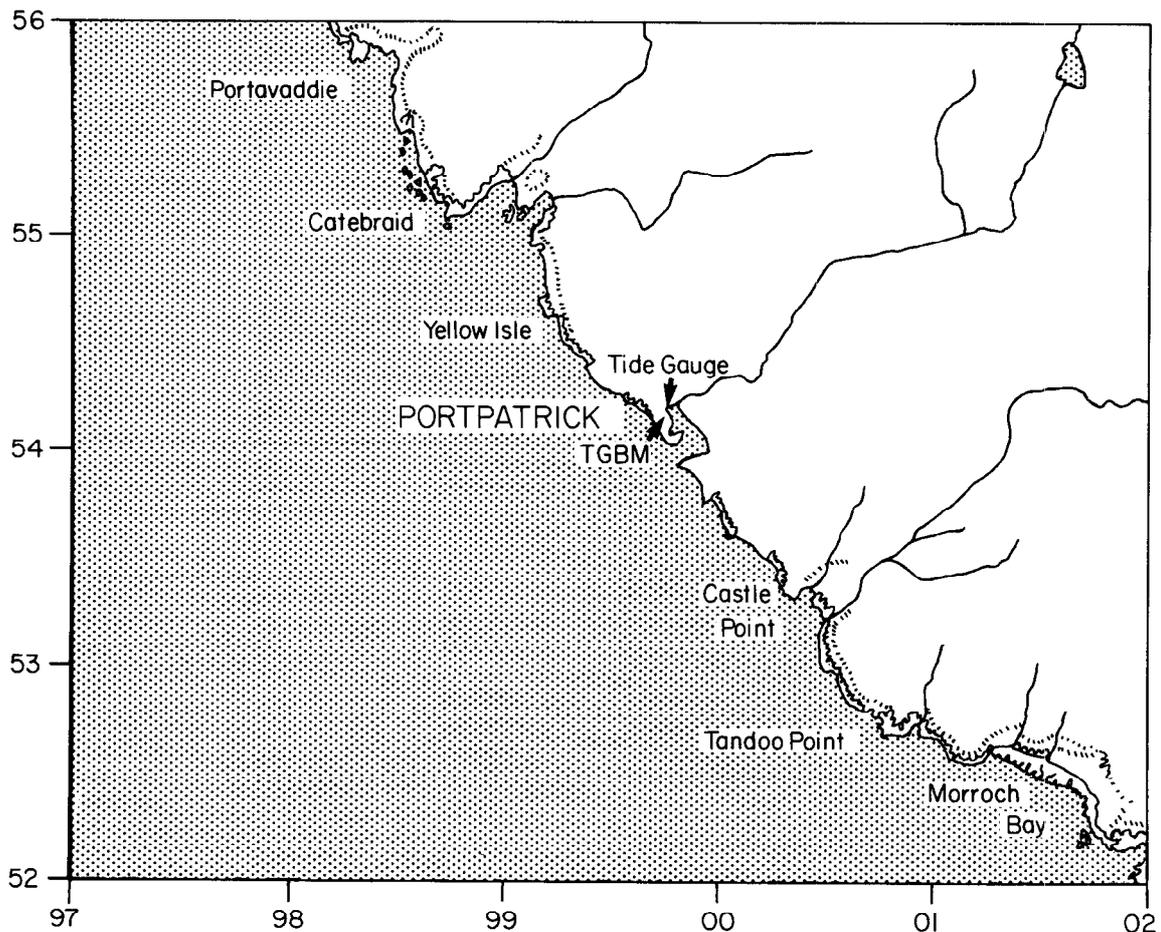 56
Portavaddie
Catebraid
55
Yellow Isle
Tide Gauge
PORTPATRICK
54
TGBM
Castle
Point
53
Tandoo Point
Morroch
Bay
52
97 98 99 00 01 02